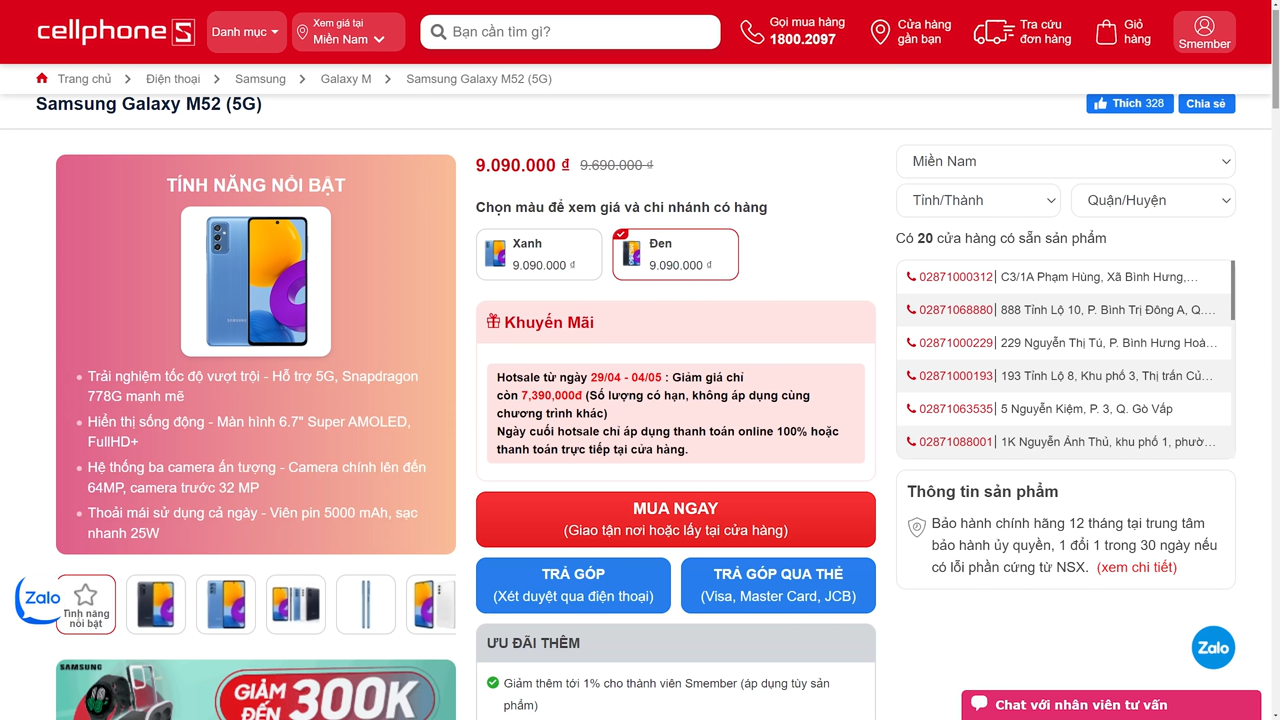 cellphoneS
Danh mục
Xem giá tại
Miền Nam
Bạn cần tìm gì?
Gọi mua hàng
1800.2097
Cửa hàng
gần bạn
Tra cứu
đơn hàng
Giỏ
hàng
Smember
Trang chủ
Điện thoại
Samsung
Galaxy M
Samsung Galaxy M52 (5G)
Samsung Galaxy M52 (5G)
Thích 328
Chia sẻ
TÍNH NĂNG NỔI BẬT
SAMSUNG
Trải nghiệm tốc độ vượt trội - Hỗ trợ 5G, Snapdragon
778G mạnh mẽ
Hiển thị sống động - Màn hình 6.7" Super AMOLED,
FullHD+
Hệ thống ba camera ấn tượng - Camera chính lên đến
64MP, camera trước 32 MP
Thoải mái sử dụng cả ngày - Viên pin 5000 mAh, sạc
nhanh 25W
Zalo
Tính năng
nổi bật
SAMSUNG
GIẢM
ĐẾN
300K
9.090.000 ₫
9.690.000 ₫
Chọn màu để xem giá và chi nhánh có hàng
Xanh
9.090.000 ₫
Đen
9.090.000 ₫
Khuyến Mãi
Hotsale từ ngày 29/04 - 04/05 : Giảm giá chỉ
còn 7,390,000đ (Số lượng có hạn, không áp dụng cùng
chương trình khác)
Ngày cuối hotsale chỉ áp dụng thanh toán online 100% hoặc
thanh toán trực tiếp tại cửa hàng.
MUA NGAY
(Giao tận nơi hoặc lấy tại cửa hàng)
TRẢ GÓP
(Xét duyệt qua điện thoại)
TRẢ GÓP QUA THẺ
(Visa, Master Card, JCB)
ƯU ĐÃI THÊM
Giảm thêm tới 1% cho thành viên Smember (áp dụng tùy sản
phẩm)
Miền Nam
Tỉnh/Thành
Quận/Huyện
Có 20 cửa hàng có sẵn sản phẩm
02871000312| C3/1A Phạm Hùng, Xã Bình Hưng,...
02871068880| 888 Tỉnh Lộ 10, P. Bình Trị Đông A, Q....
02871000229| 229 Nguyễn Thị Tú, P. Bình Hưng Hoà...
02871000193| 193 Tỉnh Lộ 8, Khu phố 3, Thị trấn Củ...
02871063535| 5 Nguyễn Kiệm, P. 3, Q. Gò Vấp
02871088001| 1K Nguyễn Ảnh Thủ, khu phố 1, phườ...
Thông tin sản phẩm
Bảo hành chính hãng 12 tháng tại trung tâm
bảo hành ủy quyền, 1 đổi 1 trong 30 ngày nếu
có lỗi phần cứng từ NSX. (xem chi tiết)
Zalo
Chat với nhân viên tư vấn